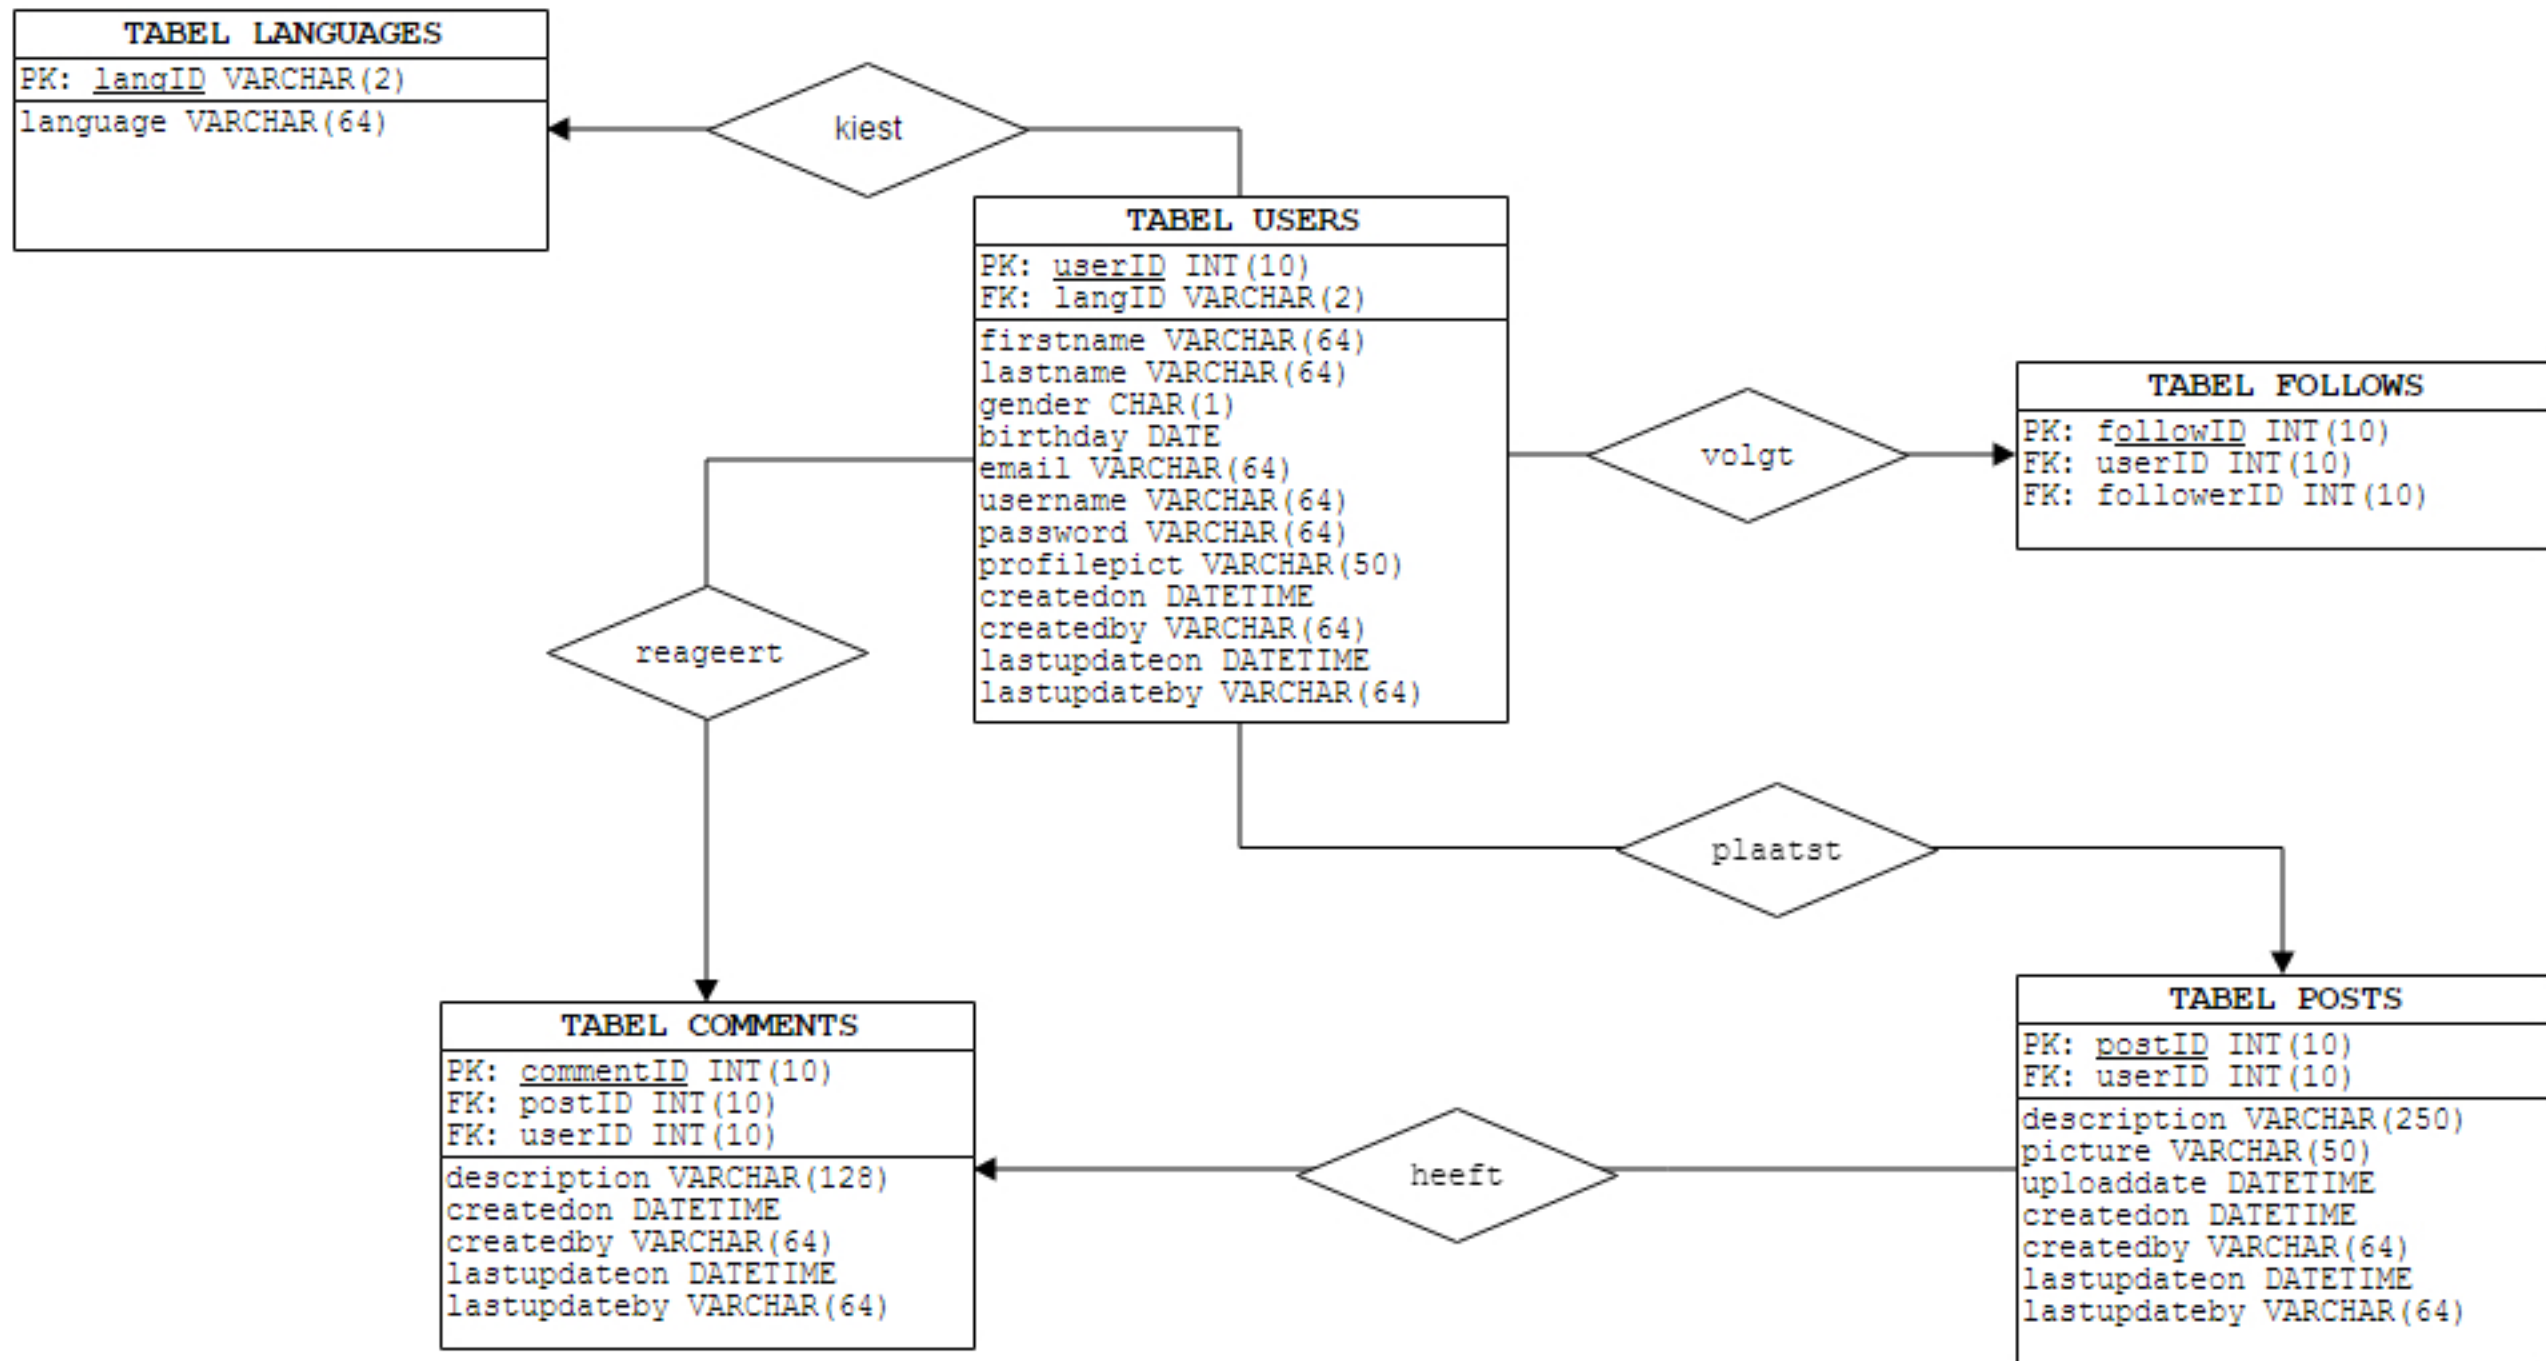 TABEL LANGUAGES
PK: langID VARCHAR(2)
language VARCHAR(64)
kiest
TABEL USERS
PK: userID INT(10)
FK: langID VARCHAR(2)
firstname VARCHAR(64)
lastname VARCHAR(64)
gender CHAR(1)
birthday DATE
email VARCHAR(64)
username VARCHAR(64)
password VARCHAR(64)
profilepict VARCHAR(50)
createdon DATETIME
createdby VARCHAR(64)
lastupdateon DATETIME
lastupdateby VARCHAR(64)
volgt
TABEL FOLLOWS
PK: followID INT(10)
FK: userID INT(10)
FK: followerID INT(10)
reageert
plaatst
TABEL COMMENTS
PK: commentID INT(10)
FK: postID INT(10)
FK: userID INT(10)
description VARCHAR(128)
createdon DATETIME
createdby VARCHAR(64)
lastupdateon DATETIME
lastupdateby VARCHAR(64)
heeft
TABEL POSTS
PK: postID INT(10)
FK: userID INT(10)
description VARCHAR(250)
picture VARCHAR(50)
uploaddate DATETIME
createdon DATETIME
createdby VARCHAR(64)
lastupdateon DATETIME
lastupdateby VARCHAR(64)